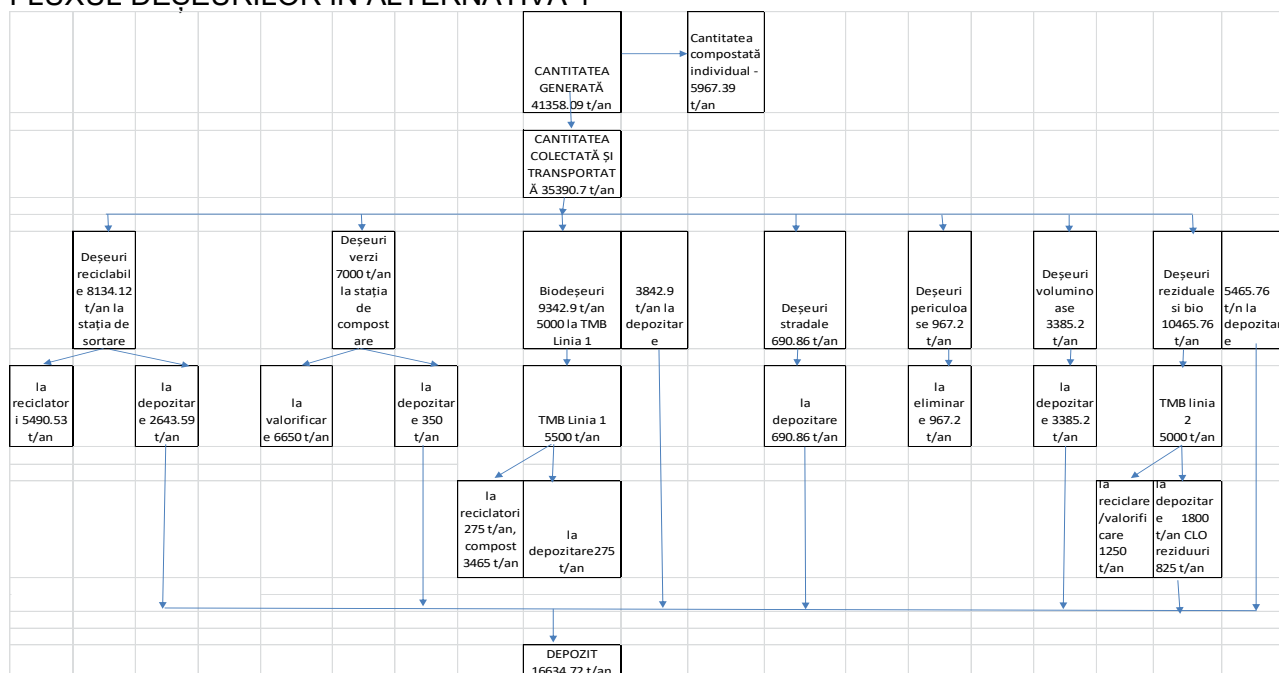 FLUXUL DEȘEURILOR ÎN ALTERNATIVA 1
CANTITATEA
GENERATĂ
41358.09 t/an
Cantitatea
compostată
individual -
5967.39
t/an
CANTITATEA
COLECTATĂ ȘI
TRANSPORTAT
Ă 35390.7 t/an
Deșeuri
reciclabil
e 8134.12
t/an la
stația de
sortare
Deșeuri
verzi
7000 t/an
la stația
de
compost
are
Biodeșeuri
9342.9 t/an
5000 la TMB
Linia 1
3842.9
t/an la
depozitar
e
Deșeuri
stradale
690.86 t/an
Deșeuri
periculoa
se 967.2
t/an
Deșeuri
volumino
ase
3385.2
t/an
Deșeuri
reziduale
si bio
10465.76
t/an
5465.76
t/n la
depozitar
e
la
reciclator
i 5490.53
t/an
la
depozitar
e 2643.59
t/an
la
valorificar
e 6650 t/an
la
depozitar
e 350
t/an
TMB Linia 1
5500 t/an
la
depozitare
690.86 t/an
la
eliminar
e 967.2
t/an
la
depozitar
e 3385.2
t/an
TMB linia
2
5000 t/an
la
reciclatori
275 t/an,
compost
3465 t/an
la
depozitare275
t/an
la
reciclare
/valorifi
care
1250
t/an
la
depozitar
e 1800
t/an CLO
reziduuri
825 t/an
DEPOZIT
16634.72 t/an